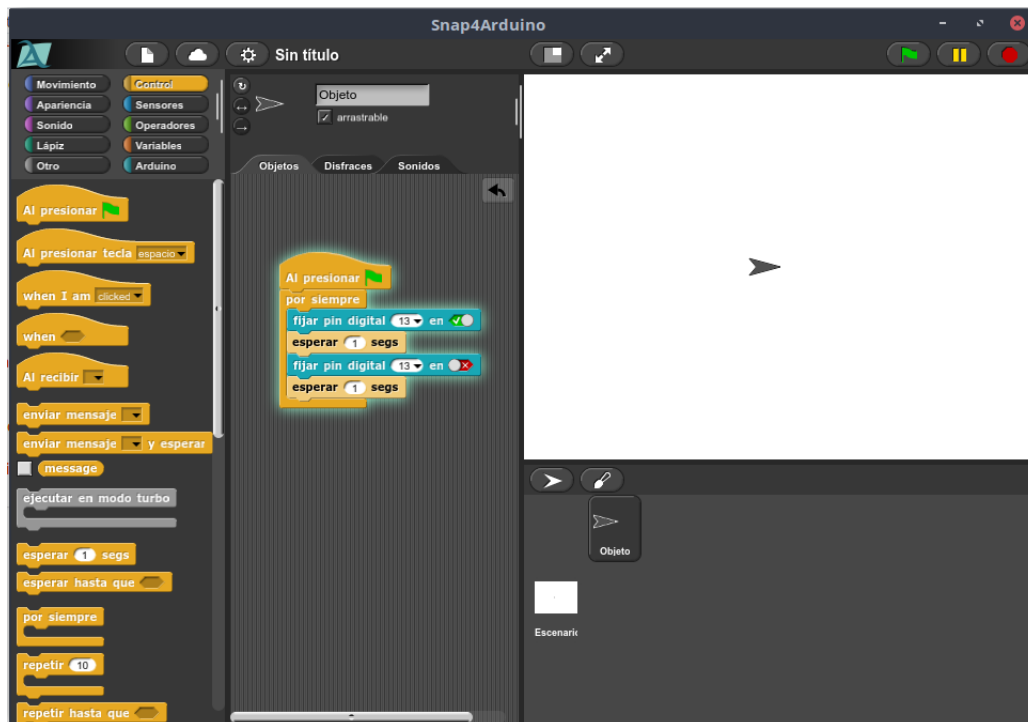 Snap4Arduino
Sin título
Movimiento
Control
Apariencia
Sensores
Sonido
Operadores
Lápiz
Variables
Otro
Arduino
Al presionar
Al presionar tecla espacio
when I am clicked
when
Al recibir
enviar mensaje
enviar mensaje y esperar
message
ejecutar en modo turbo
esperar 1 segs
esperar hasta que
por siempre
repetir 10
repetir hasta que
Objeto
arrastrable
Objetos
Disfraces
Sonidos
Al presionar
por siempre
fijar pin digital 13 en
esperar 1 segs
fijar pin digital 13 en
esperar 1 segs
Objeto
Escenario